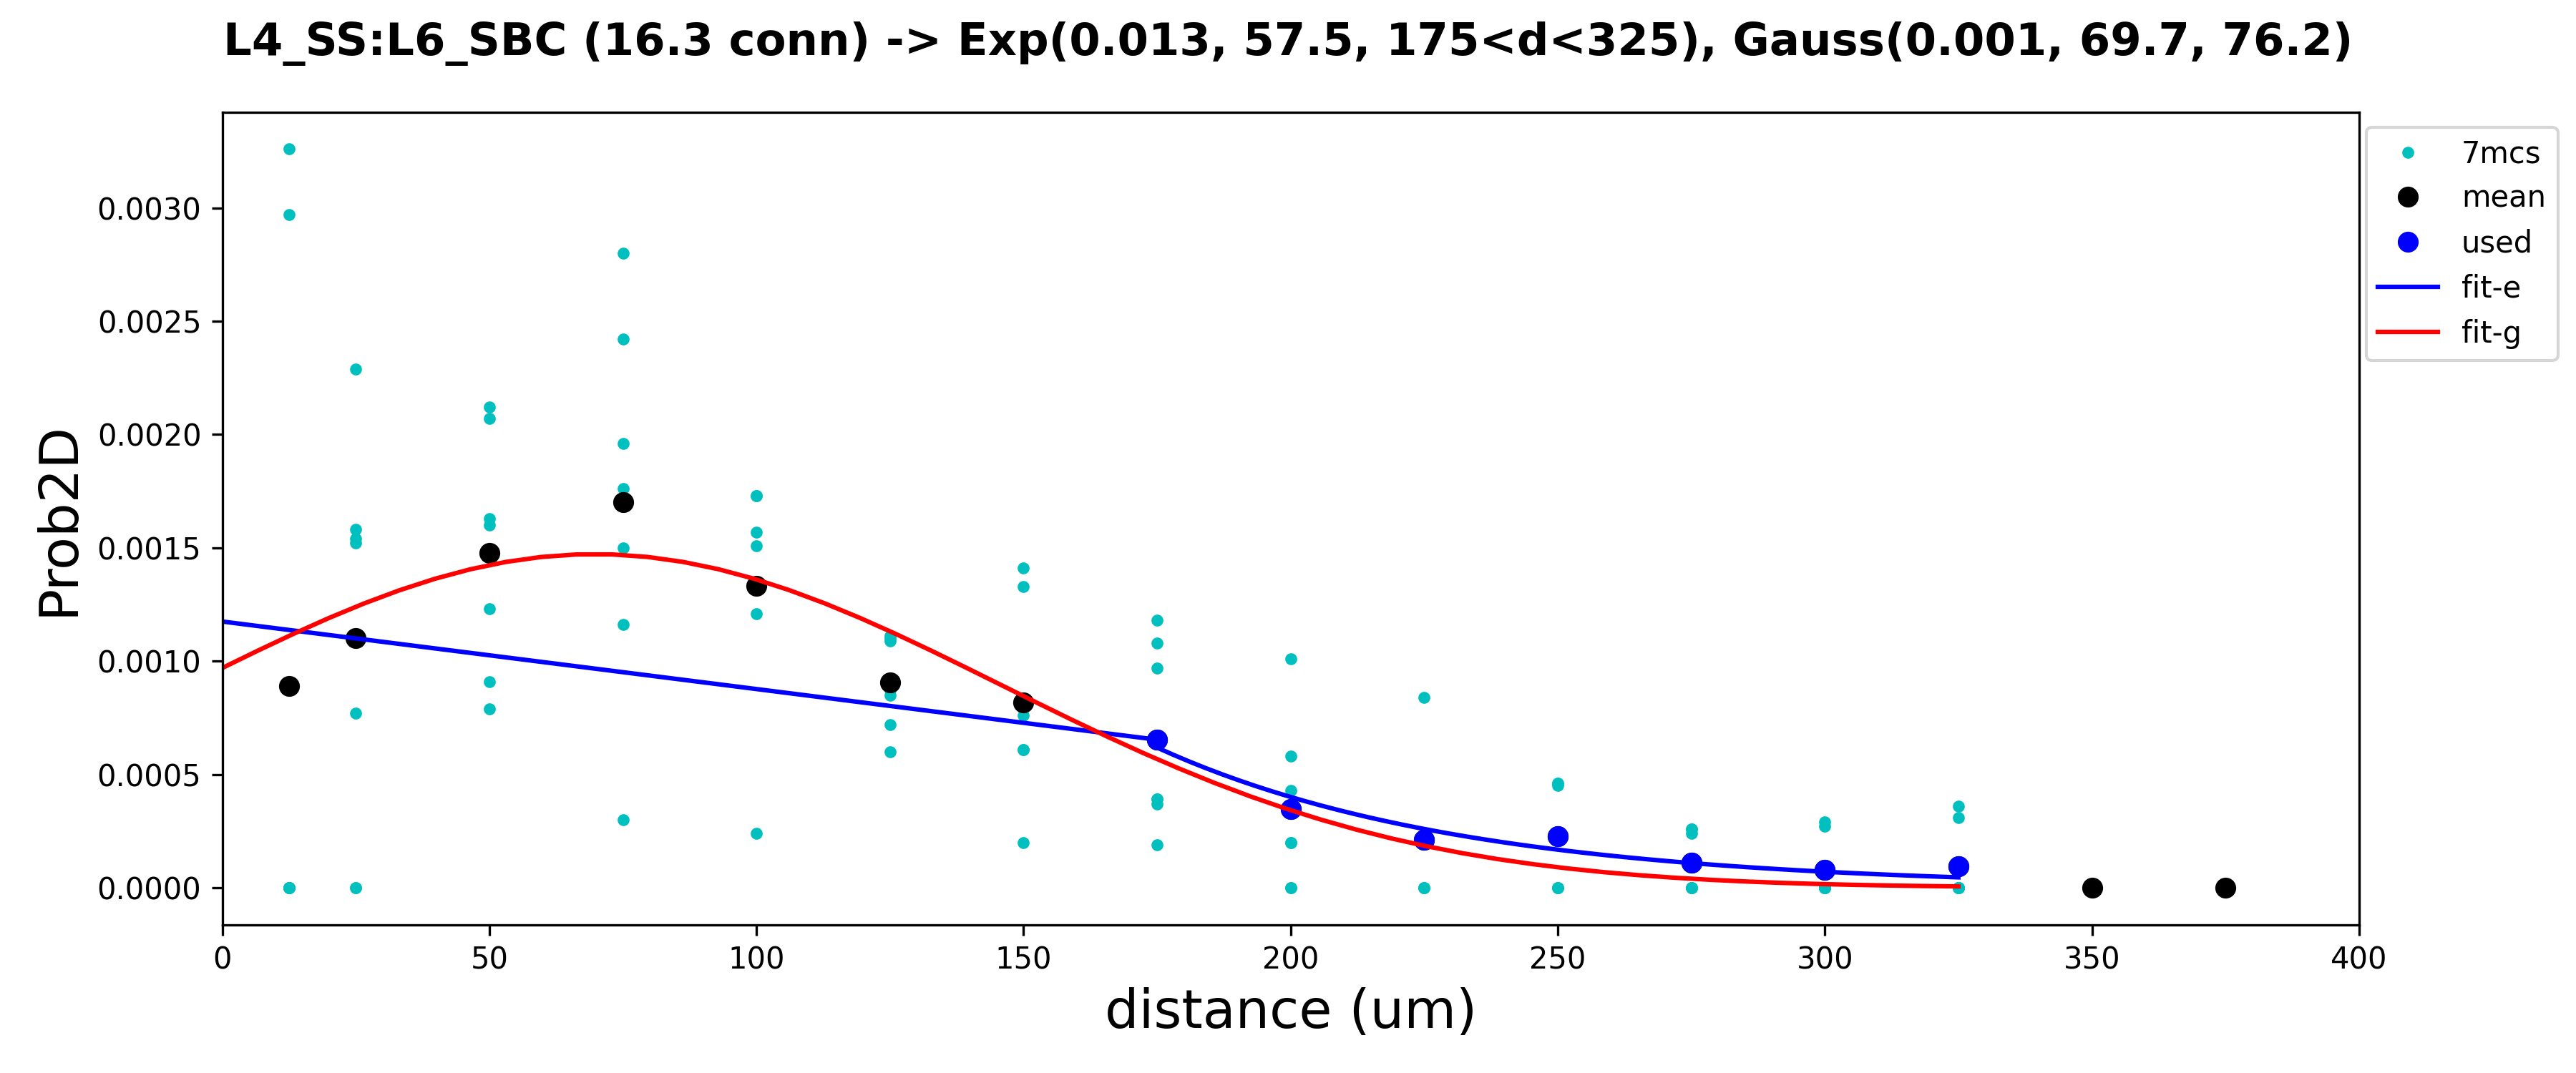 L4_SS:L6_SBC (16.3 conn) -> Exp(0.013, 57.5, 175<d<325), Gauss(0.001, 69.7, 76.2)
7mcs
mean
used
fit-e
fit-g
0.0030
0.0025
0.0020
0.0015
0.0010
0.0005
0.0000
Prob2D
0 50 100 150 200 250 300 350 400
distance (um)